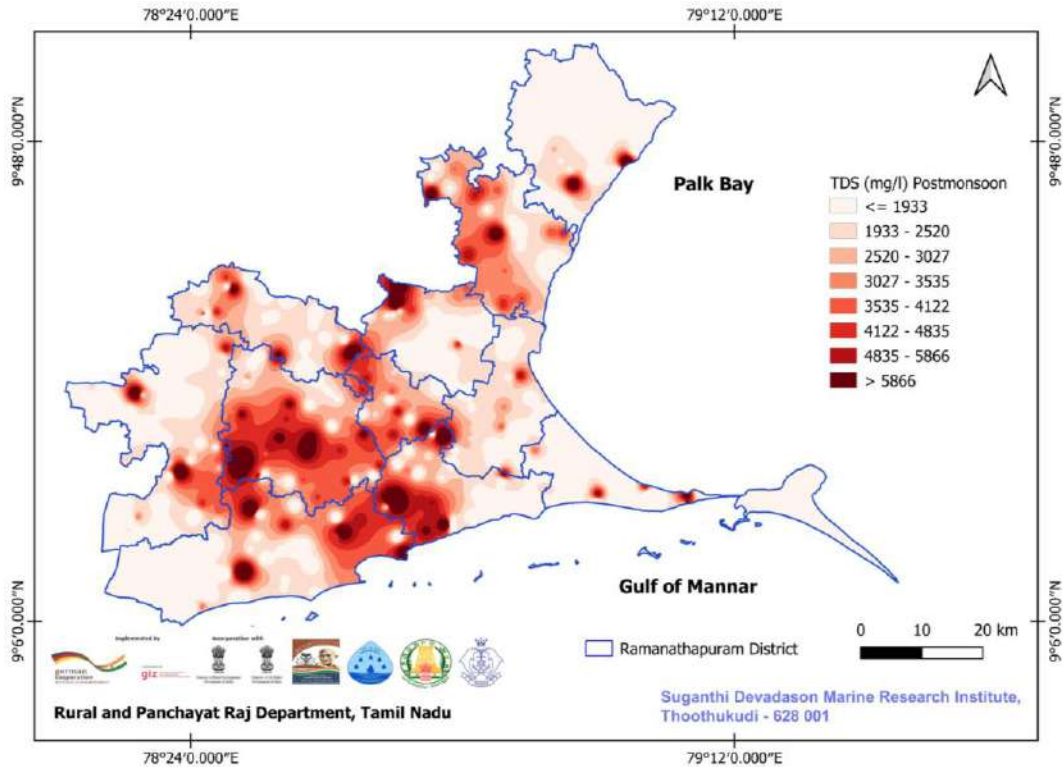 78°24'0.000"E
79°12'0.000"E
9°48'0.000"N
9°48'0.000"N
Palk Bay
TDS (mg/l) Postmonsoon
<= 1933
1933 - 2520
2520 - 3027
3027 - 3535
3535 - 4122
4122 - 4835
4835 - 5866
> 5866
Gulf of Mannar
9°6'0.000"N
9°6'0.000"N
Implemented by
giz
Ramanathapuram District
0
10
20 km
Rural and Panchayat Raj Department, Tamil Nadu
Suganthi Devadason Marine Research Institute,
Thoothukudi - 628 001
78°24'0.000"E
79°12'0.000"E